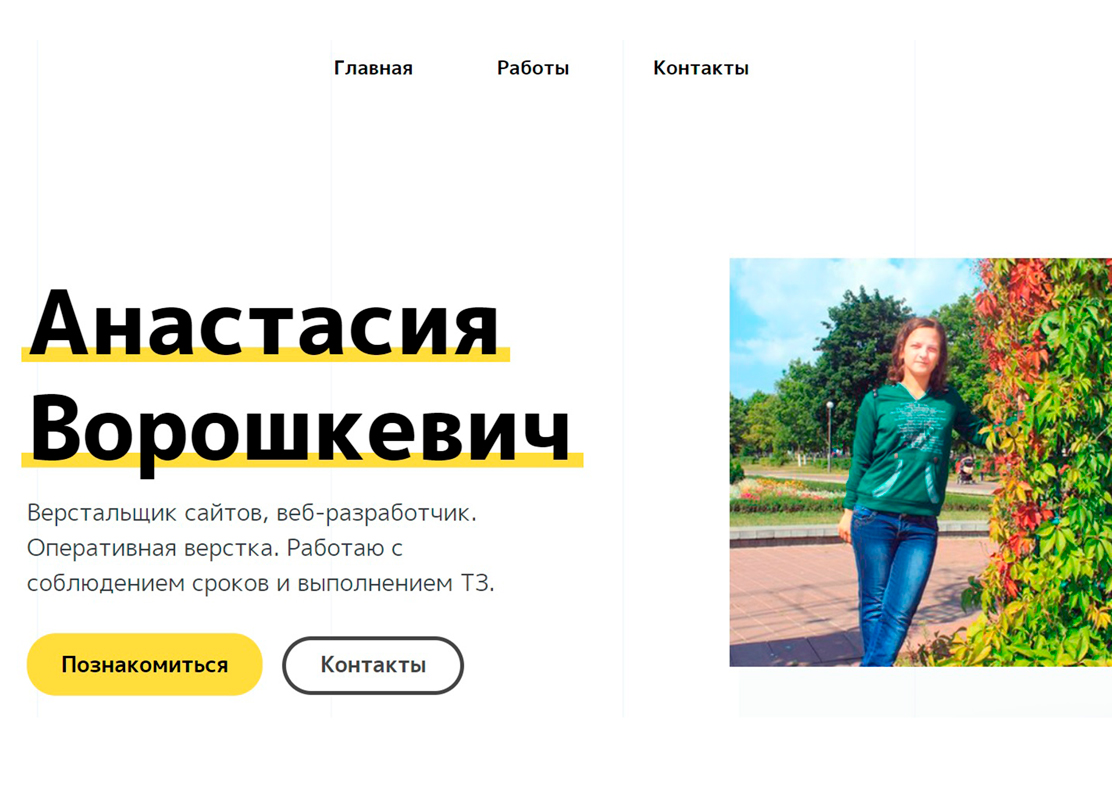 Главная Работы Контакты
Анастасия
Ворошкевич
Верстальщик сайтов, веб-разработчик.
Оперативная верстка. Работаю с
соблюдением сроков и выполнением ТЗ.
Познакомиться Контакты